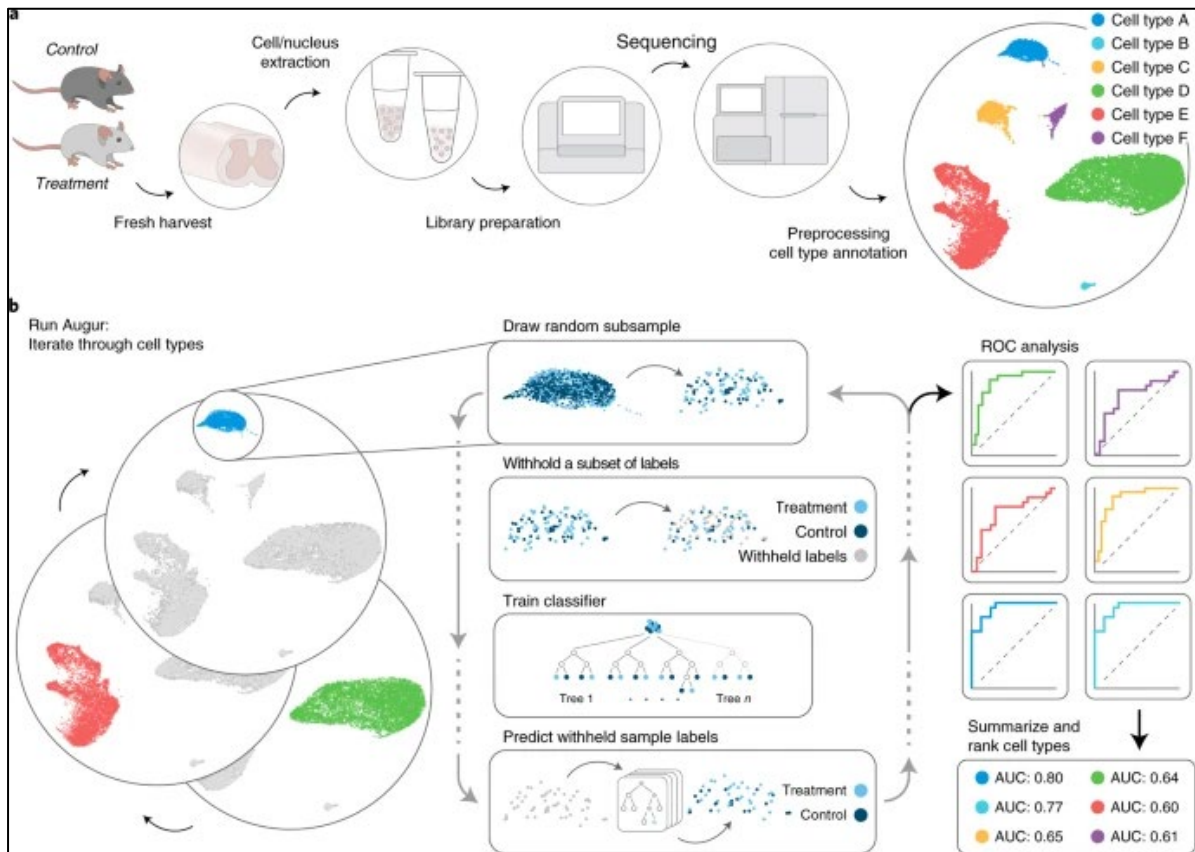 a
Control
Treatment
Fresh harvest
Cell/nucleus
extraction
Library preparation
Sequencing
Preprocessing
cell type annotation
Cell type A
Cell type B
Cell type C
Cell type D
Cell type E
Cell type F
b
Run Augur:
Iterate through cell types
Draw random subsample
Withhold a subset of labels
Treatment
Control
Withheld labels
Train classifier
Tree 1
Tree n
Predict withheld sample labels
Treatment
Control
ROC analysis
Summarize and
rank cell types
AUC: 0.80
AUC: 0.64
AUC: 0.77
AUC: 0.60
AUC: 0.65
AUC: 0.61